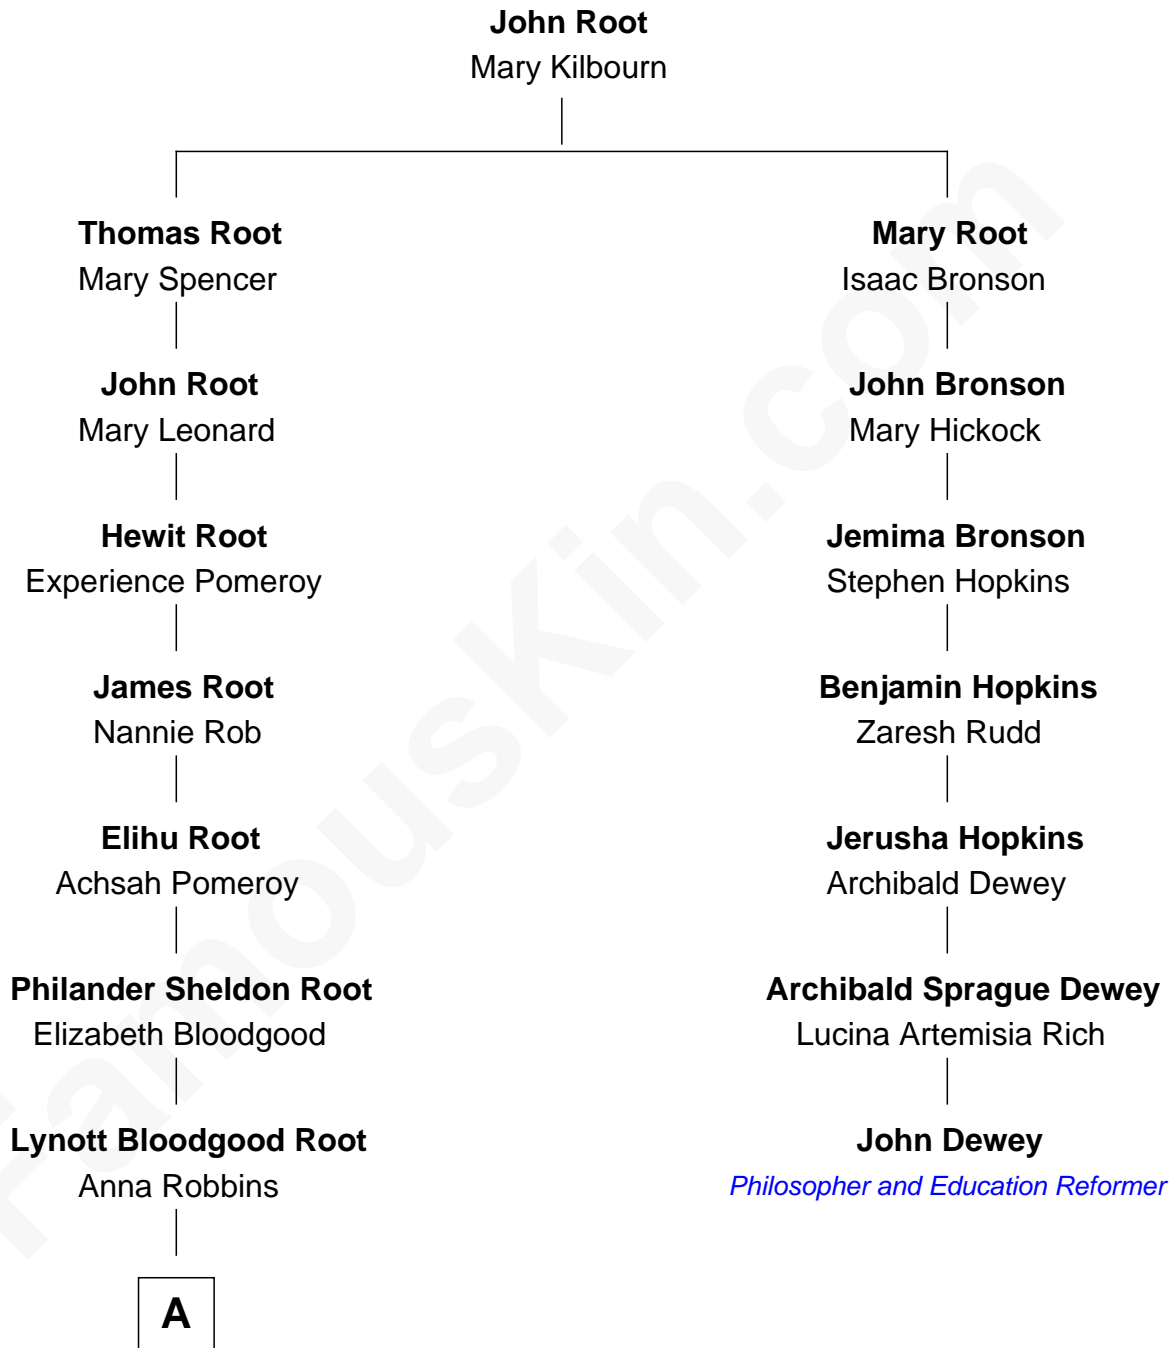 John Root
Mary Kilbourn
Thomas Root
Mary Spencer
Mary Root
Isaac Bronson
John Root
Mary Leonard
John Bronson
Mary Hickock
Hewit Root
Experience Pomeroy
Jemima Bronson
Stephen Hopkins
James Root
Nannie Rob
Benjamin Hopkins
Zaresh Rudd
Elihu Root
Achsah Pomeroy
Jerusha Hopkins
Archibald Dewey
Philander Sheldon Root
Elizabeth Bloodgood
Archibald Sprague Dewey
Lucina Artemisia Rich
Lynott Bloodgood Root
Anna Robbins
John Dewey
Philosopher and Education Reformer
A
FamousKin.com